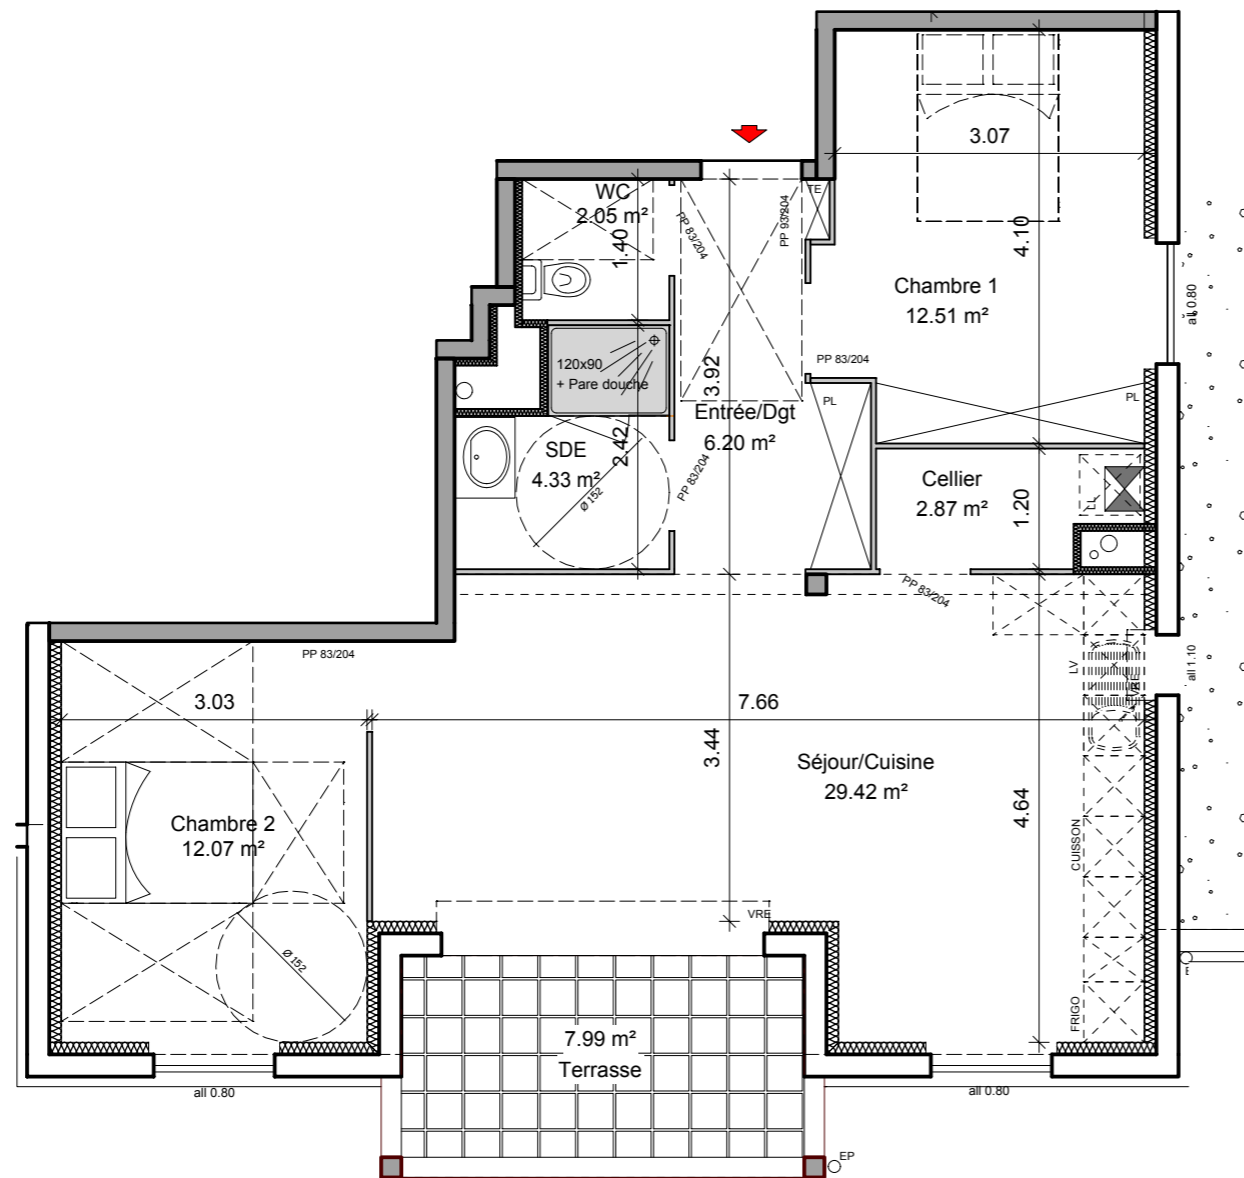 3.07
WC
2.05 m²
1.40
PP 83/204
PP 93/204
TE
4.10
Chambre 1
12.51 m²
all 0.80
120x90
+ Pare douche
3.92
PP 83/204
PL
PL
Entrée/Dgt
6.20 m²
SDE
4.33 m²
2.42
Ø 152
PP 83/204
Cellier
2.87 m²
1.20
LL
PP 83/204
PP 83/204
LV
VRE
all 1.10
3.03
7.66
3.44
Séjour/Cuisine
29.42 m²
4.64
CUISSON
Chambre 2
12.07 m²
VRE
Ø 152
FRIGO
7.99 m²
Terrasse
all 0.80
all 0.80
EP